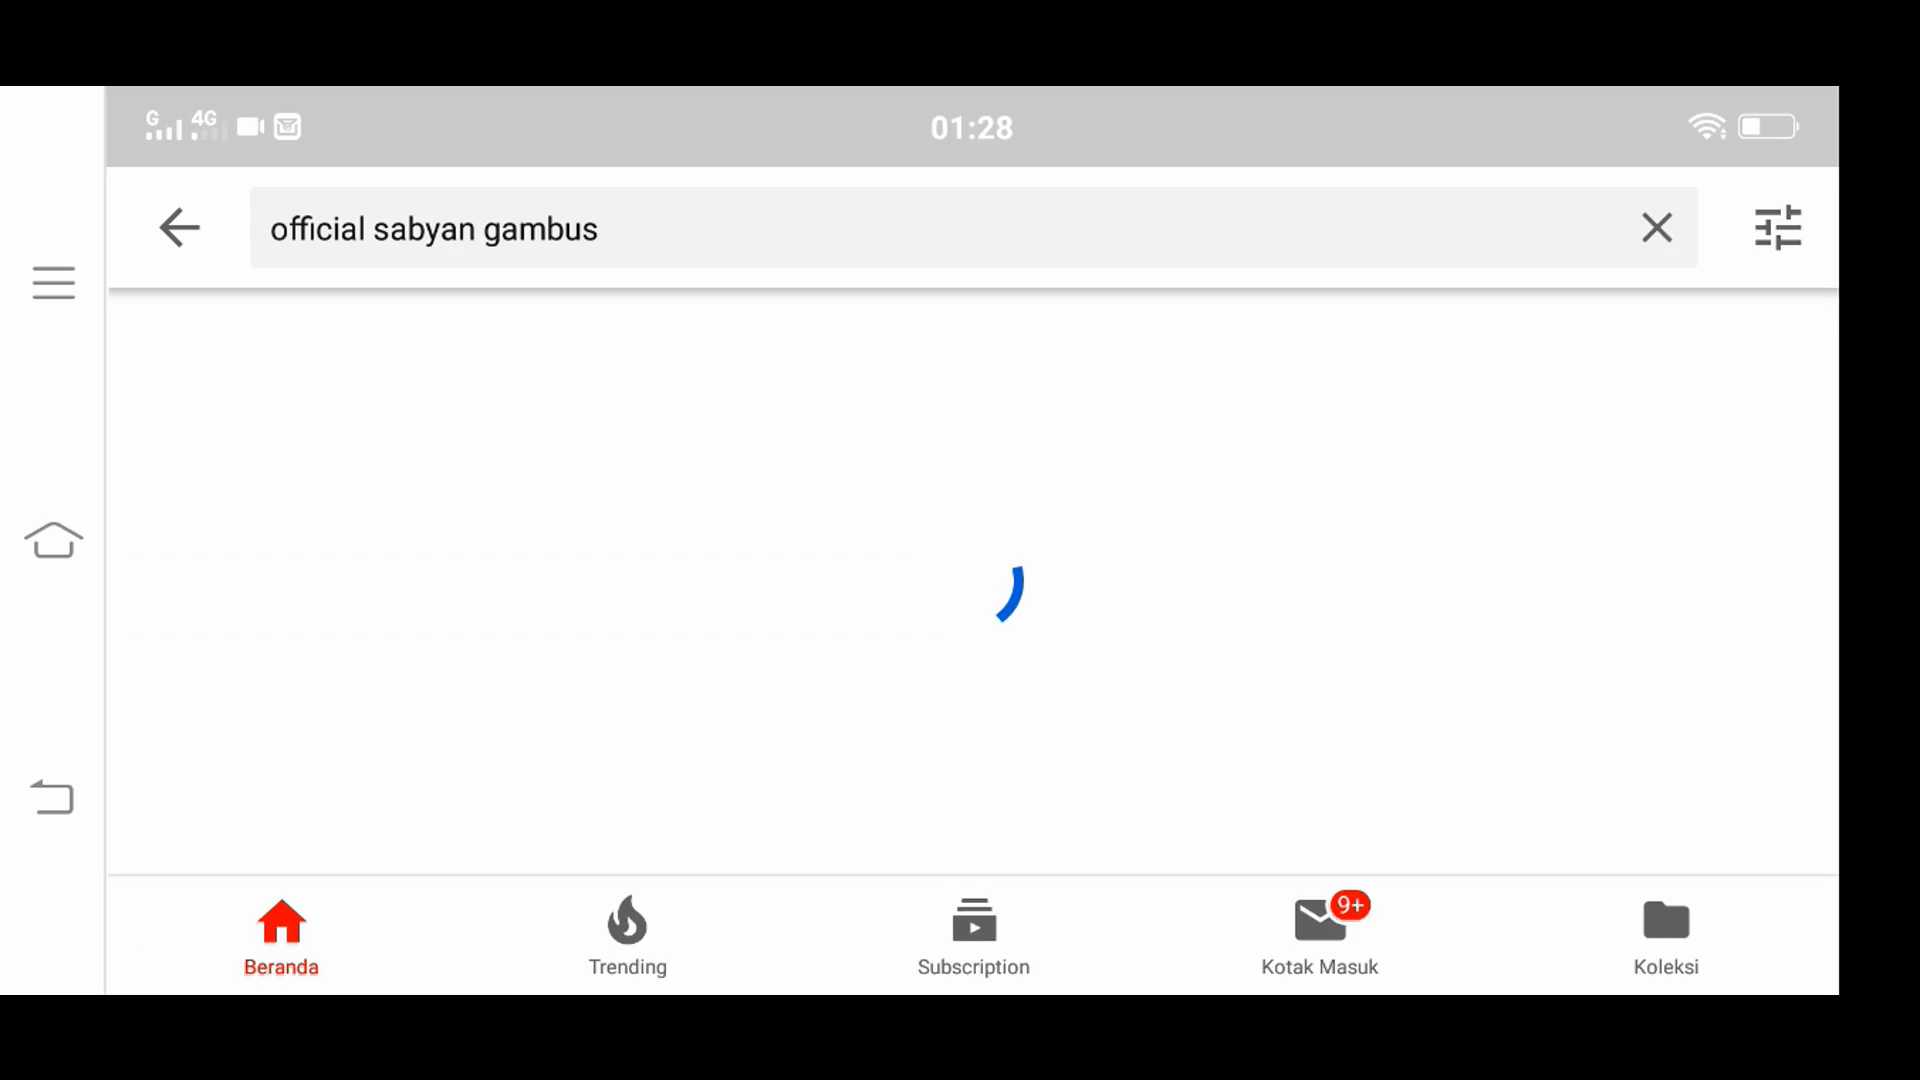 G 4G 01:28
official sabyan gambus
9+
Beranda Trending Subscription Kotak Masuk Koleksi